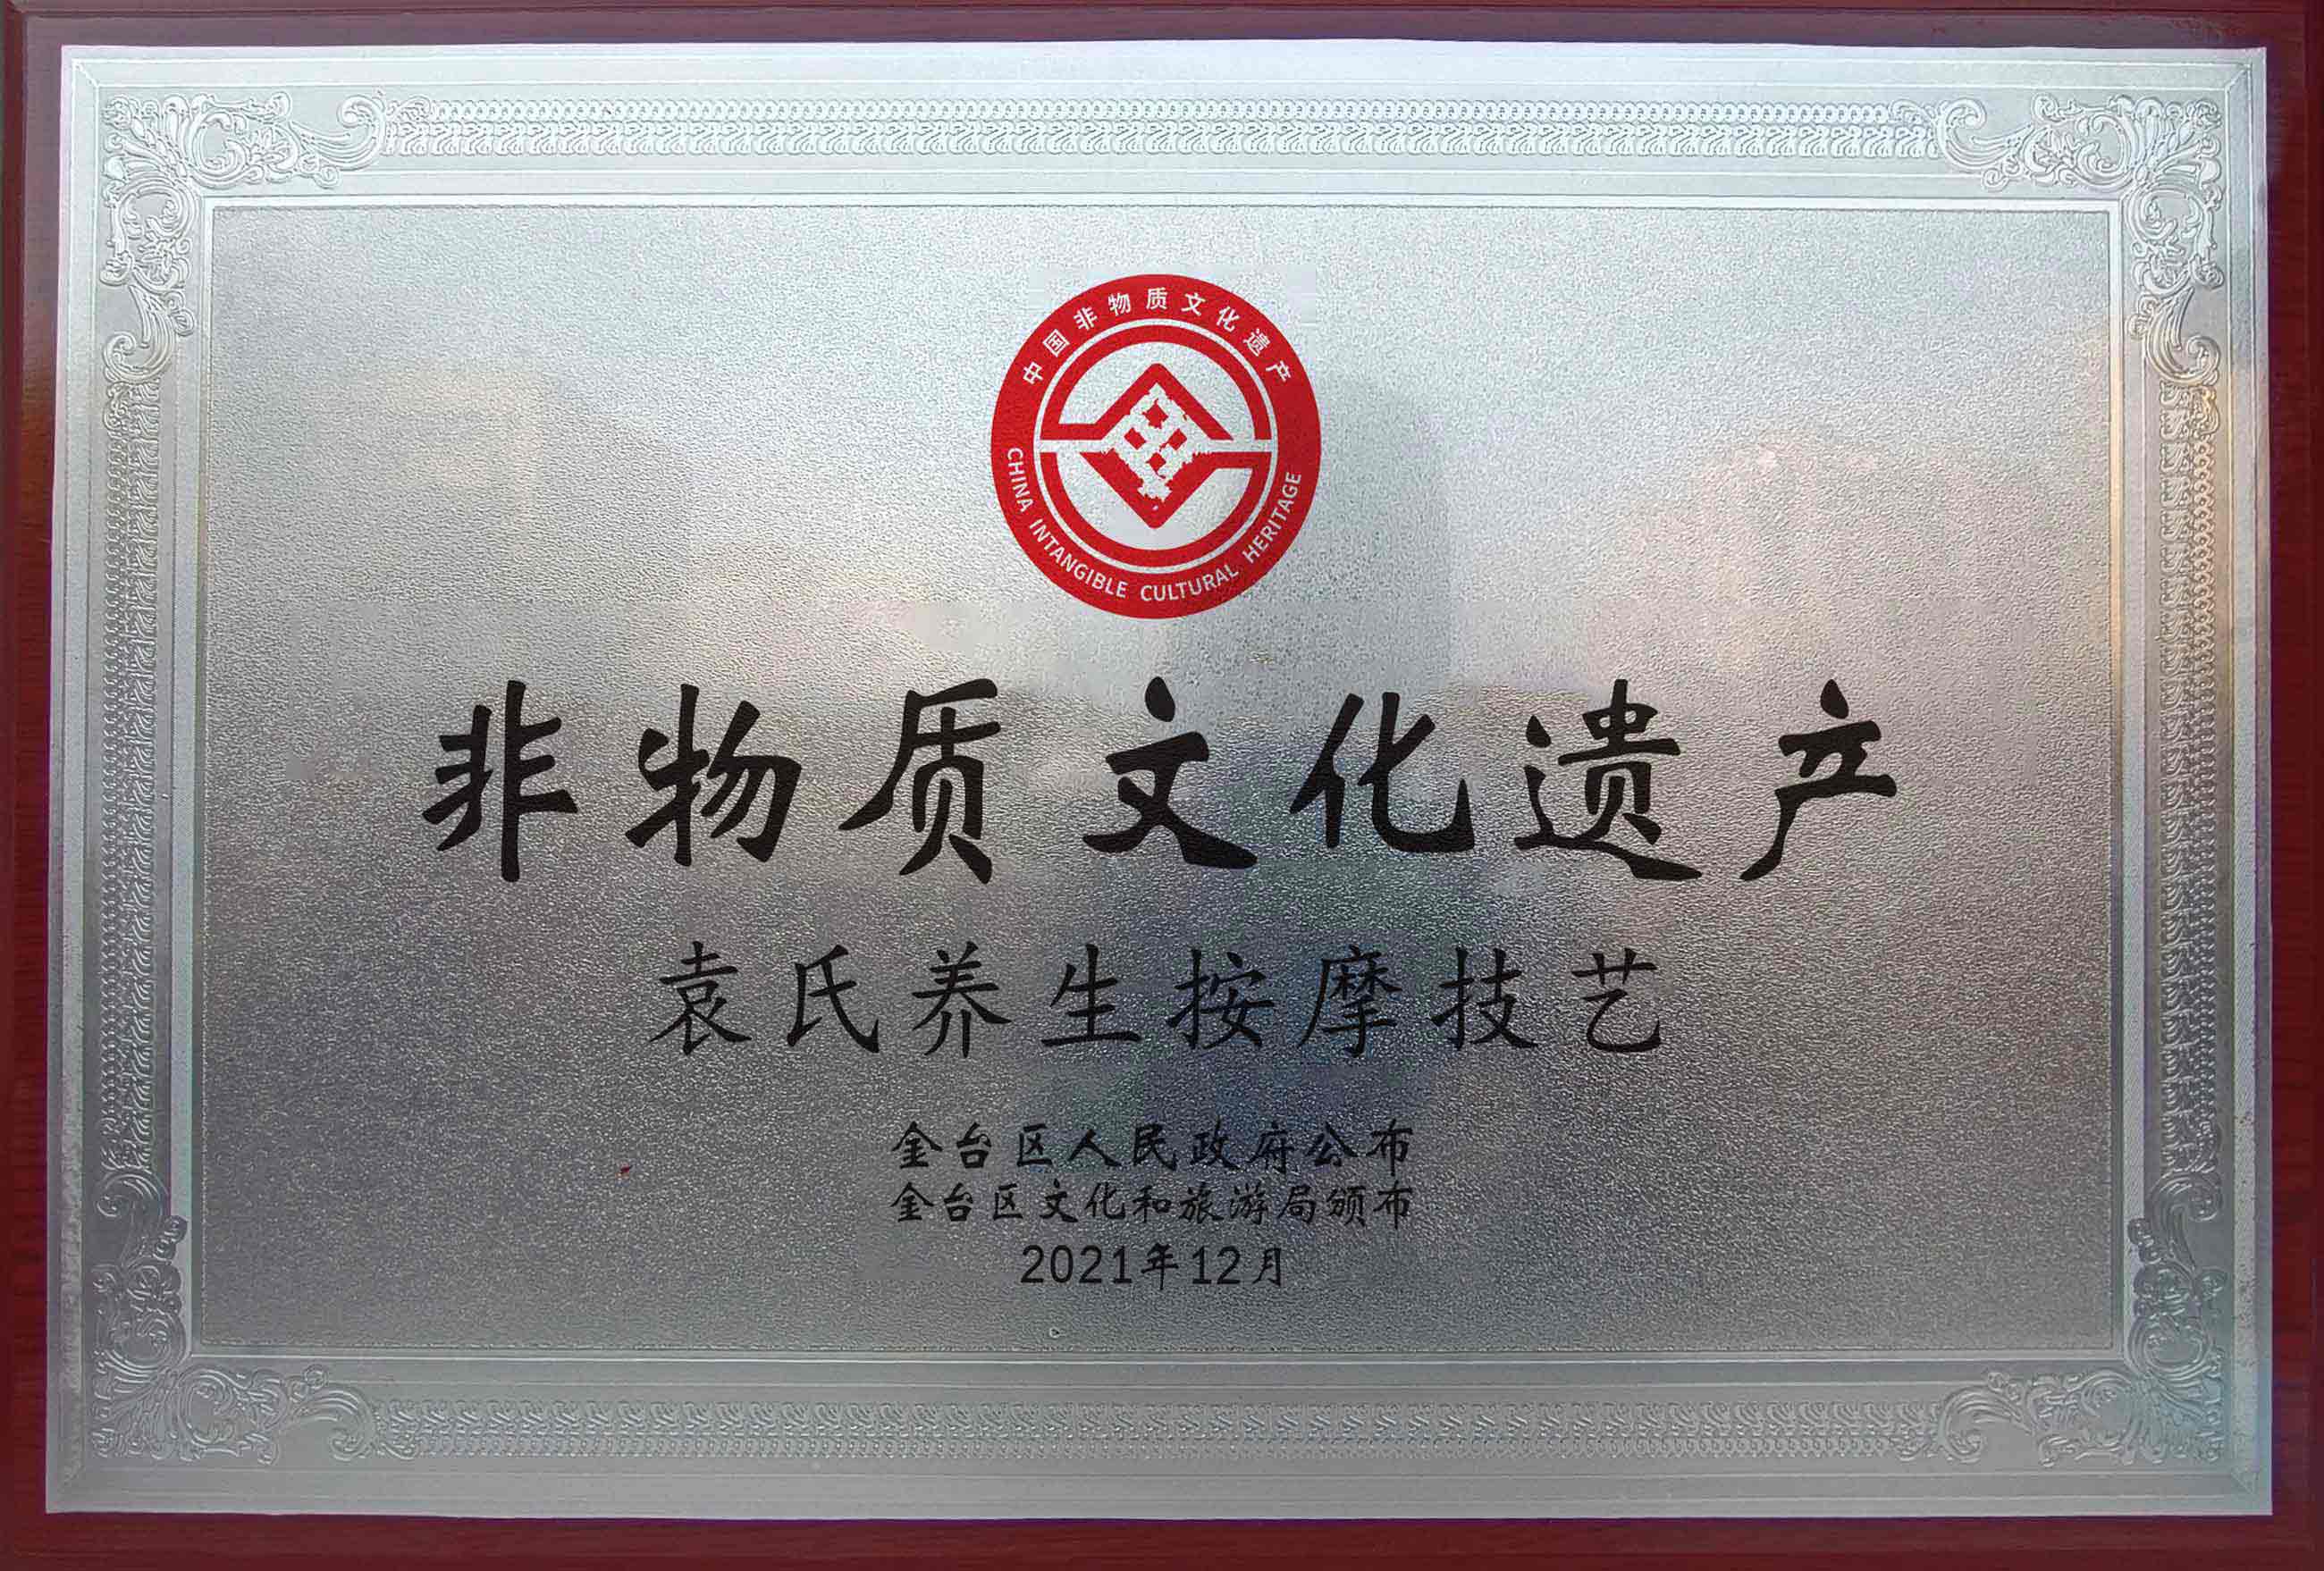 中国非物质文化遗产
CHINA INTANGIBLE CULTURAL HERITAGE
非物质文化遗产
袁氏养生按摩技艺
金台区人民政府公布
金台区文化和旅游局颁布
2021年12月